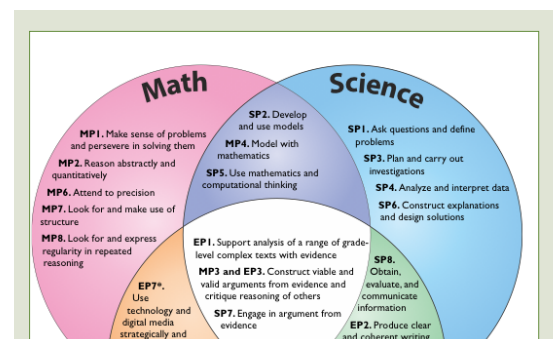 Math
Science
MP1. Make sense of problems
and persevere in solving them
MP2. Reason abstractly and
quantitatively
MP6. Attend to precision
MP7. Look for and make use of
structure
MP8. Look for and express
regularity in repeated
reasoning
SP2. Develop
and use models
MP4. Model with
mathematics
SP5. Use mathematics and
computational thinking
SP1. Ask questions and define
problems
SP3. Plan and carry out
investigations
SP4. Analyze and interpret data
SP6. Construct explanations
and design solutions
EP1. Support analysis of a range of grade-
level complex texts with evidence
MP3 and EP3. Construct viable and
valid arguments from evidence and
critique reasoning of others
SP7. Engage in argument from
evidence
EP7*.
Use
technology and
digital media
strategically and
SP8.
Obtain,
evaluate, and
communicate
information
EP2. Produce clear
and coherent writing